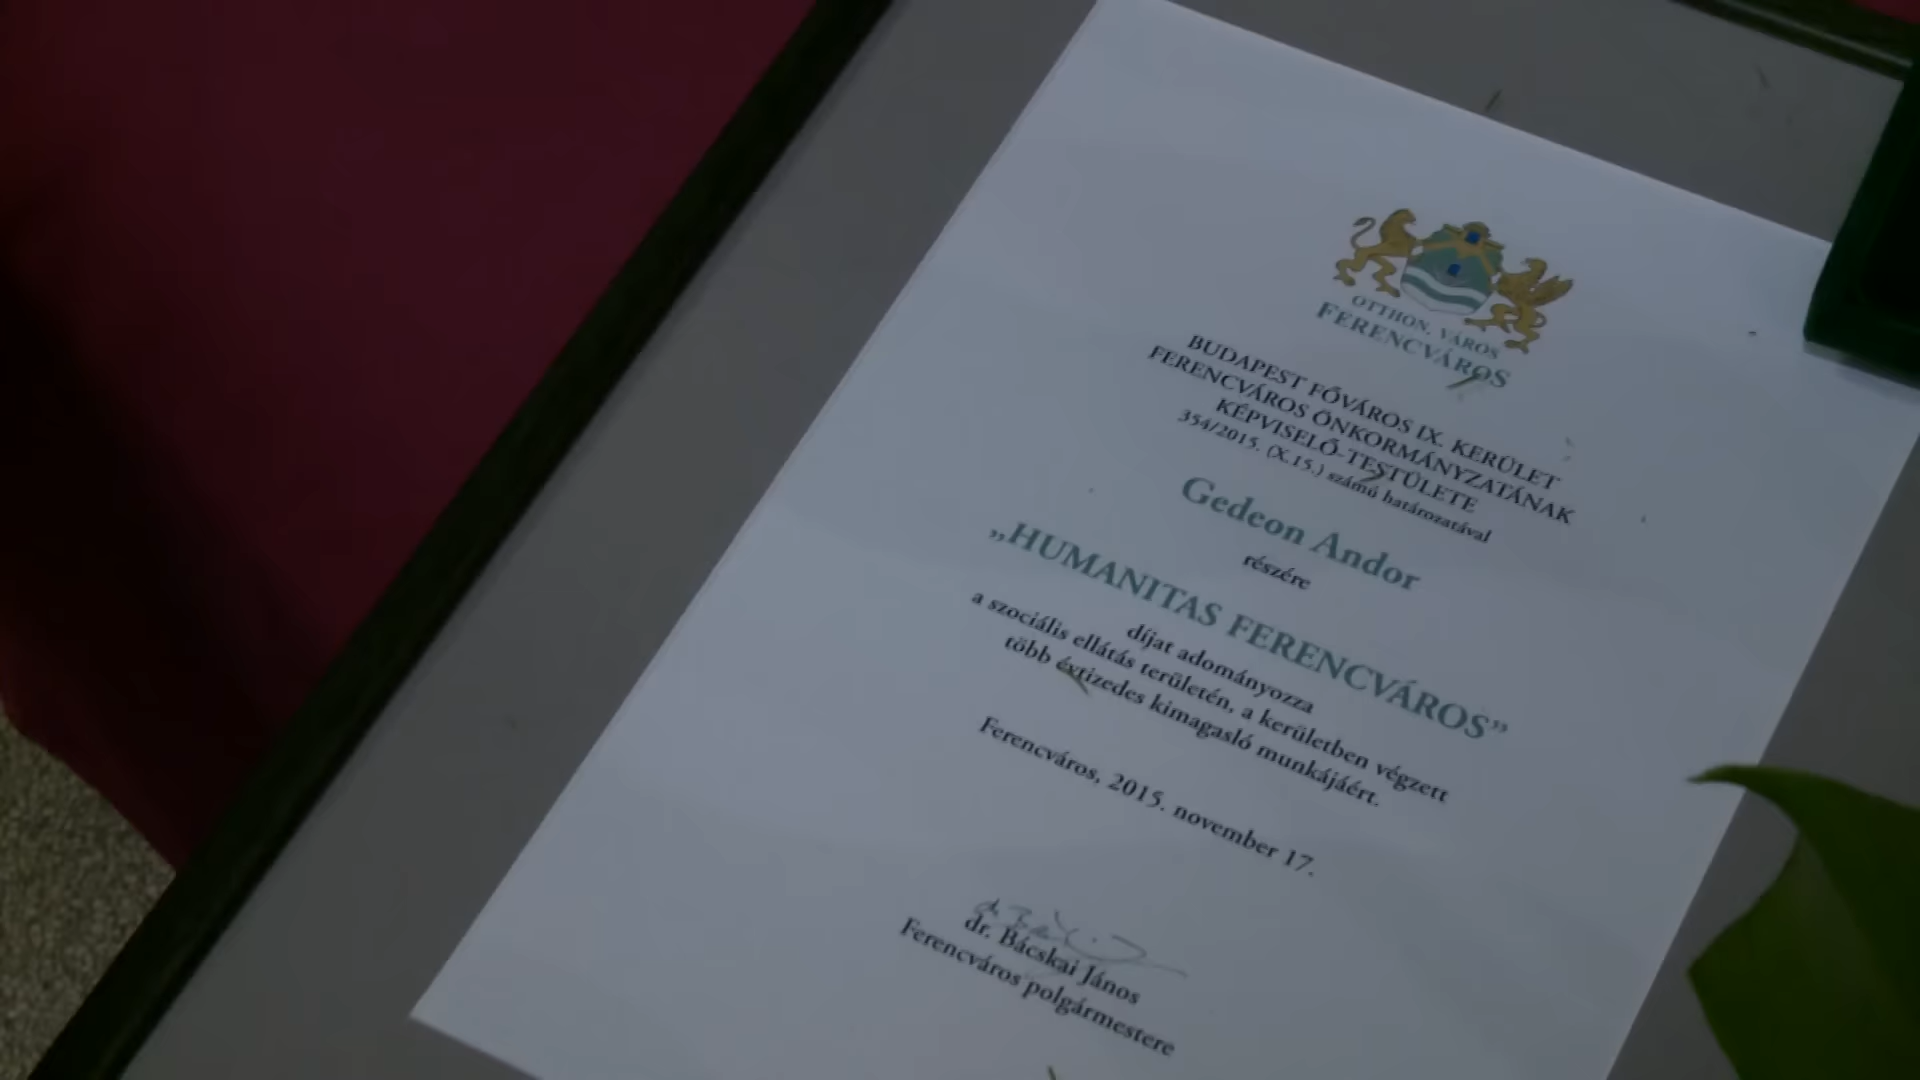 OTTHON, VÁROS
FERENCVÁROS
BUDAPEST FŐVÁROS IX. KERÜLET
FERENCVÁROS ÖNKORMÁNYZATÁNAK
KÉPVISELŐ-TESTÜLETE
354/2015. (X.15.) számú határozatával
Gedeon Andor
részére
„HUMANITAS FERENCVÁROS”
díjat adományozza
a szociális ellátás területén, a kerületben végzett
több évtizedes kimagasló munkájáért.
Ferencváros, 2015. november 17.
dr. Bácskai János
Ferencváros polgármestere